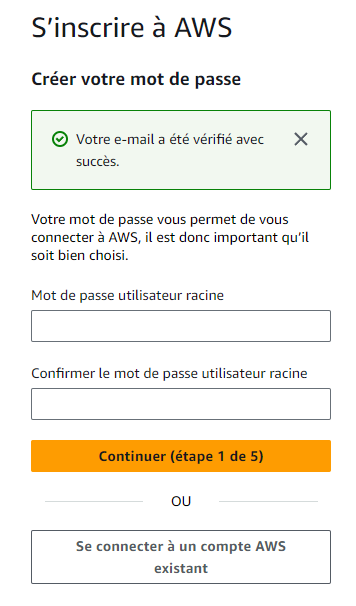 S’inscrire à AWS
Créer votre mot de passe
Votre e-mail a été vérifié avec
succès.
Votre mot de passe vous permet de vous
connecter à AWS, il est donc important qu’il
soit bien choisi.
Mot de passe utilisateur racine
Confirmer le mot de passe utilisateur racine
Continuer (étape 1 de 5)
OU
Se connecter à un compte AWS
existant